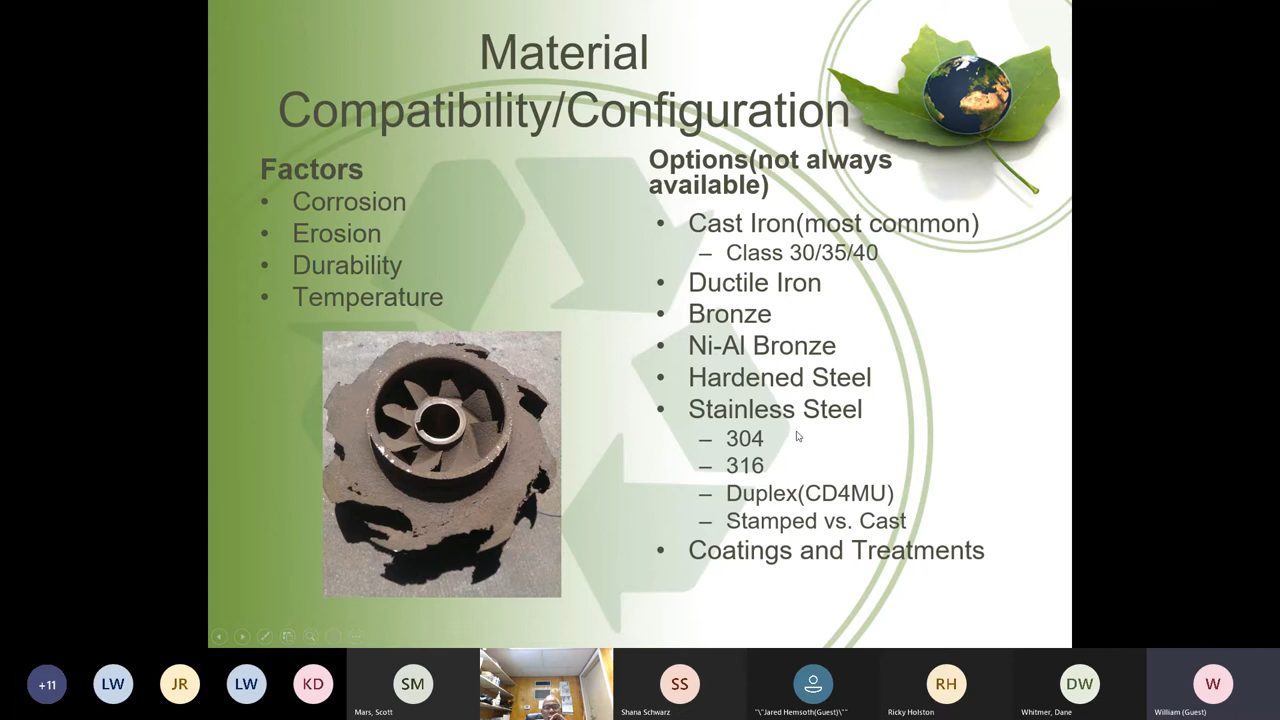 Material
Compatibility/Configuration
Factors
• Corrosion
• Erosion
• Durability
• Temperature
Options(not always
available)
• Cast Iron(most common)
– Class 30/35/40
• Ductile Iron
• Bronze
• Ni-Al Bronze
• Hardened Steel
• Stainless Steel
– 304
– 316
– Duplex(CD4MU)
– Stamped vs. Cast
• Coatings and Treatments
+11
LW
JR
LW
KD
SM
Mars, Scott
SS
Shana Schwarz
"\"Jared Hemsoth(Guest)\""
RH
Ricky Holston
DW
Whitmer, Dane
W
William (Guest)